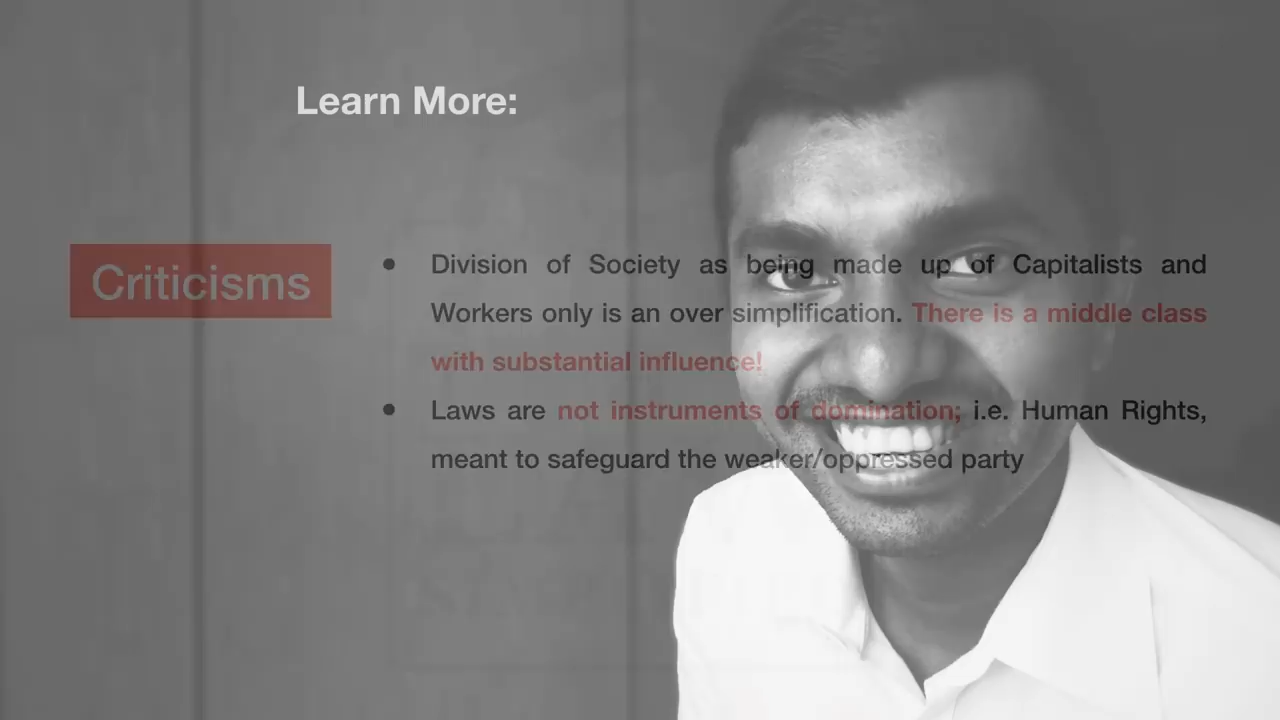 Learn More:
Criticisms
• Division of Society as being made up of Capitalists and
Workers only is an over simplification. There is a middle class
with substantial influence!
• Laws are not instruments of domination; i.e. Human Rights,
meant to safeguard the weaker/oppressed party